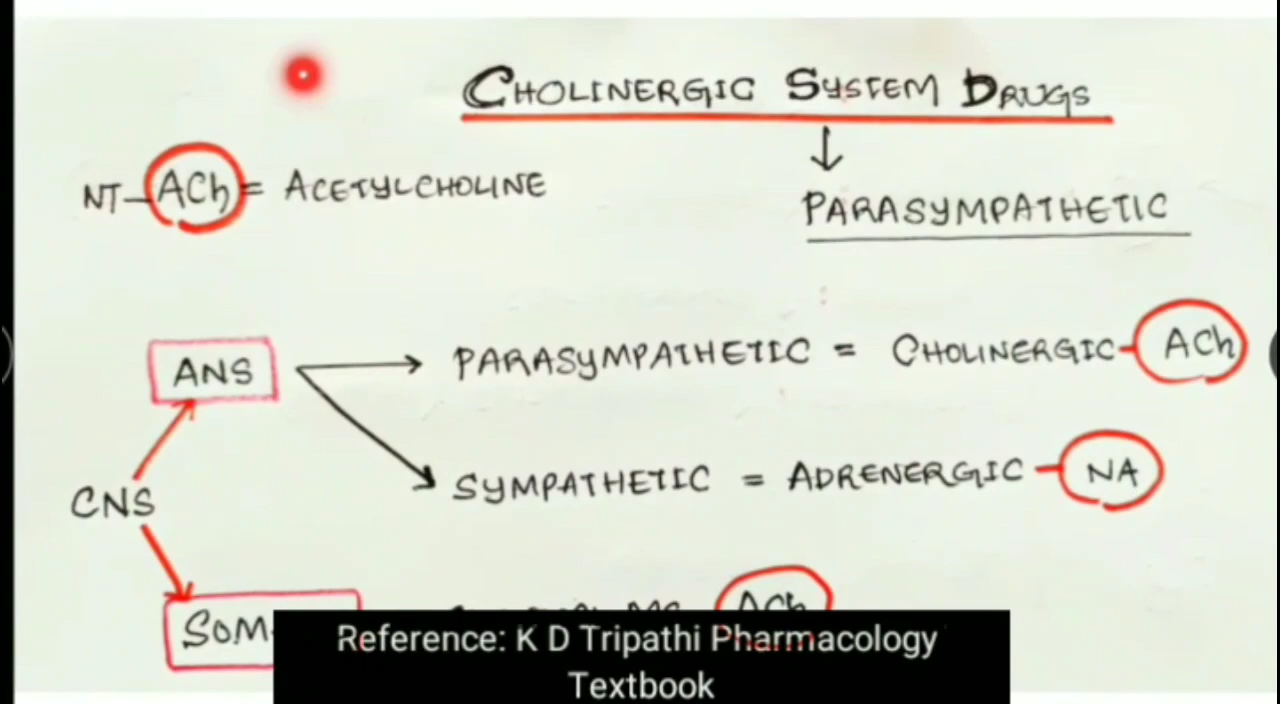 CHOLINERGIC SYSTEM DRUGS
↓
NT-ACh = ACETYLCHOLINE
PARASYMPATHETIC
ANS → PARASYMPATHETIC = CHOLINERGIC-ACh
SYMPATHETIC = ADRENERGIC-NA
CNS
ACh
Reference: K D Tripathi Pharmacology
Textbook